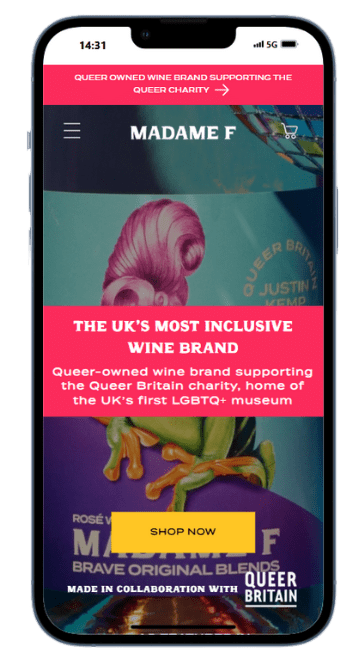 14:31
5G
QUEER OWNED WINE BRAND SUPPORTING THE
QUEER CHARITY
MADAME F
QUEER BRITAIN
JUSTIN
KEMP
THE UK'S MOST INCLUSIVE
WINE BRAND
Queer-owned wine brand supporting
the Queer Britain charity, home of
the UK's first LGBTQ+ museum
SHOP NOW
ROSÉ
MADAME F
BRAVE ORIGINAL BLENDS
MADE IN COLLABORATION WITH
QUEER
BRITAIN